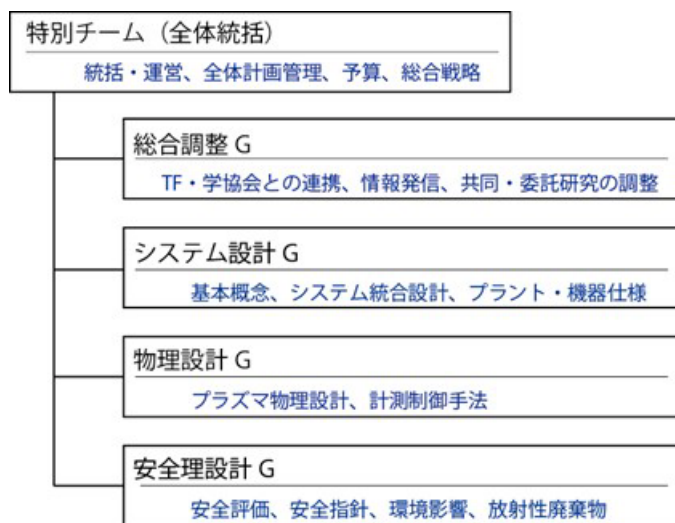 特別チーム（全体統括）
統括・運営、全体計画管理、予算、総合戦略
総合調整 G
TF・学協会との連携、情報発信、共同・委託研究の調整
システム設計 G
基本概念、システム統合設計、プラント・機器仕様
物理設計 G
プラズマ物理設計、計測制御手法
安全理設計 G
安全評価、安全指針、環境影響、放射性廃棄物